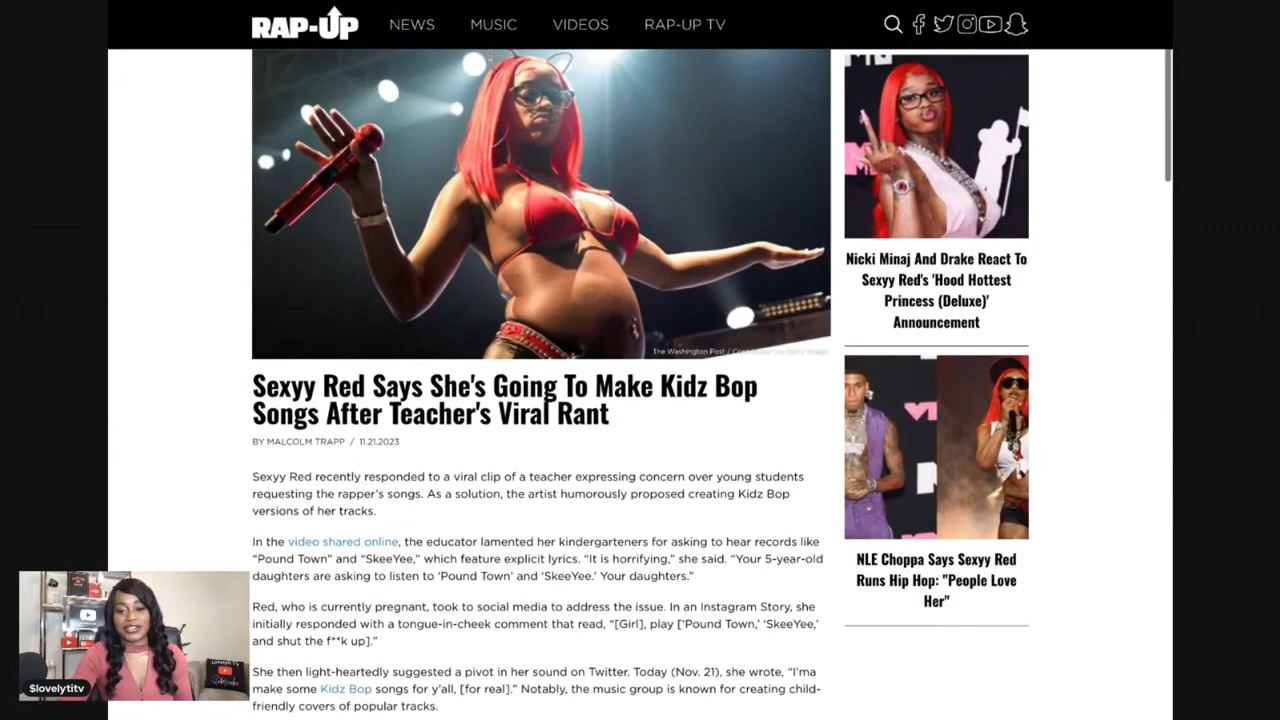 RAP-UP
NEWS
MUSIC
VIDEOS
RAP-UP TV
The Washington Post /
Sexyy Red Says She's Going To Make Kidz Bop
Songs After Teacher's Viral Rant
BY MALCOLM TRAPP / 11.21.2023
Sexyy Red recently responded to a viral clip of a teacher expressing concern over young students
requesting the rapper's songs. As a solution, the artist humorously proposed creating Kidz Bop
versions of her tracks.
In the video shared online, the educator lamented her kindergarteners for asking to hear records like
“Pound Town” and “SkeeYee,” which feature explicit lyrics. “It is horrifying,” she said. “Your 5-year-old
daughters are asking to listen to ‘Pound Town’ and ‘SkeeYee.’ Your daughters.”
Red, who is currently pregnant, took to social media to address the issue. In an Instagram Story, she
initially responded with a tongue-in-cheek comment that read, “[Girl], play [‘Pound Town,’ ‘SkeeYee,’
and shut the f**k up].”
She then light-heartedly suggested a pivot in her sound on Twitter. Today (Nov. 21), she wrote, “I'ma
make some Kidz Bop songs for y'all, [for real].” Notably, the music group is known for creating child-
friendly covers of popular tracks.
Nicki Minaj And Drake React To
Sexyy Red's 'Hood Hottest
Princess (Deluxe)'
Announcement
NLE Choppa Says Sexyy Red
Runs Hip Hop: "People Love
Her"
$lovelytitv